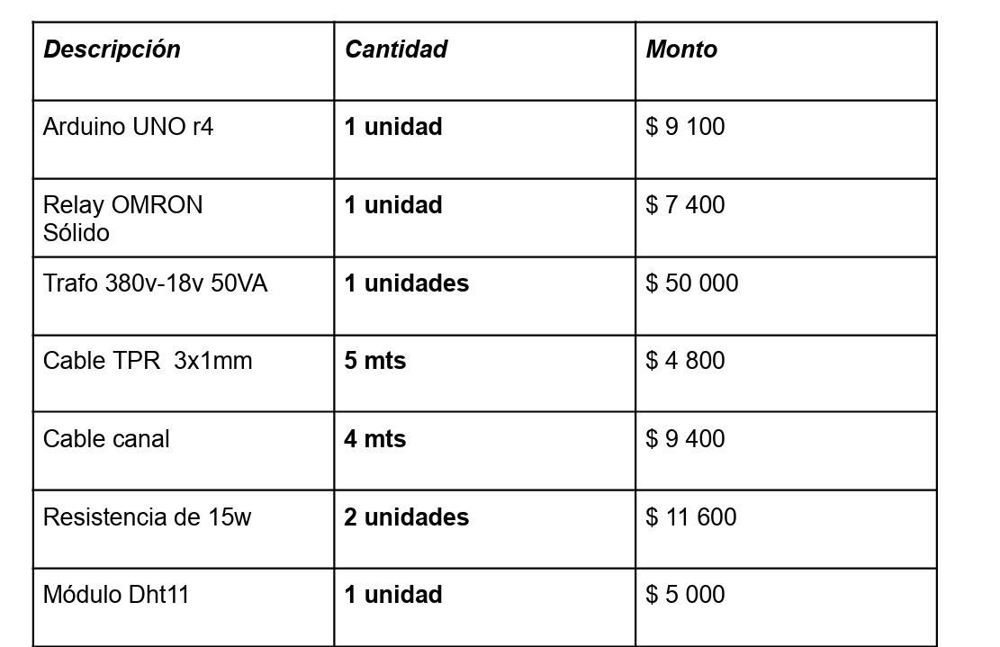 Descripción Cantidad Monto
Arduino UNO r4 1 unidad $ 9 100
Relay OMRON 1 unidad $ 7 400
Sólido
Trafo 380v-18v 50VA 1 unidades $ 50 000
Cable TPR  3x1mm 5 mts $ 4 800
Cable canal 4 mts $ 9 400
Resistencia de 15w 2 unidades $ 11 600
Módulo Dht11 1 unidad $ 5 000